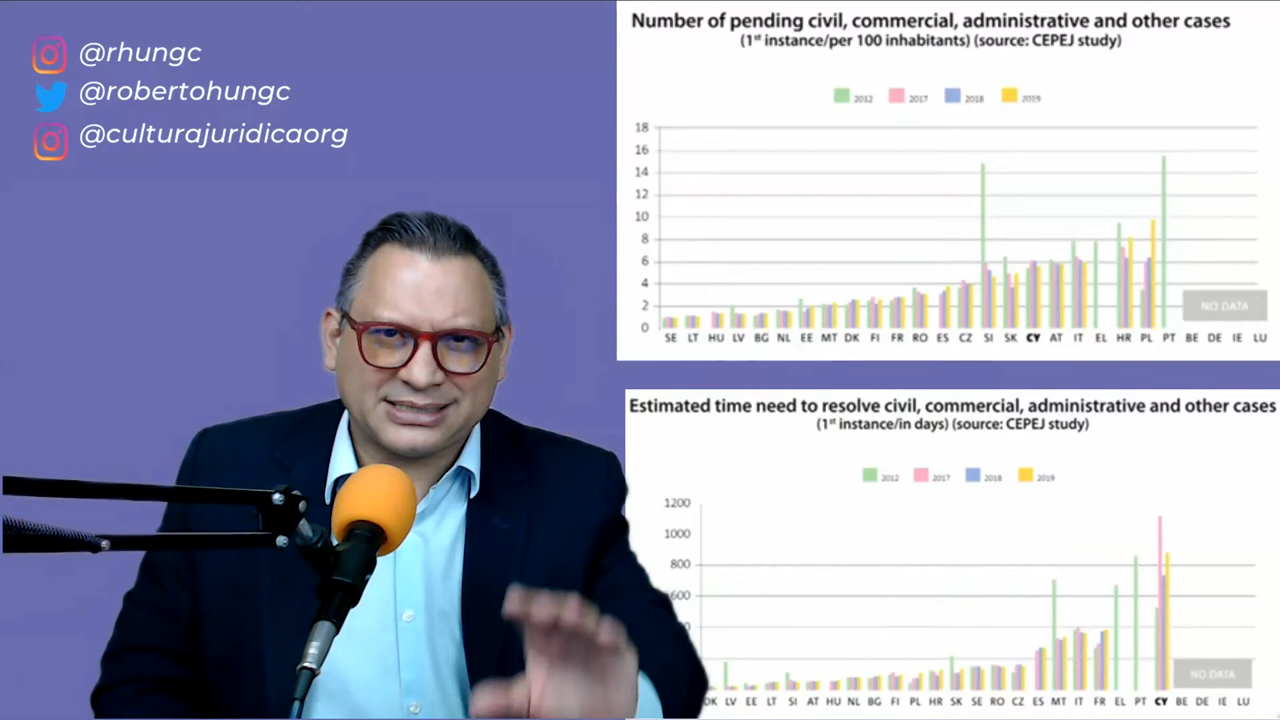 @rhungc
@robertohungc
@culturajuridicaorg
Number of pending civil, commercial, administrative and other cases
(1st instance/per 100 inhabitants) (source: CEPEJ study)
2012 2017 2018 2019
18
16
14
12
10
8
6
4
2
0
NO DATA
SE LT HU LV BG NL EE MT DK FI FR RO ES CZ SI SK CY AT IT EL HR PL PT BE DE IE LU
Estimated time need to resolve civil, commercial, administrative and other cases
(1st instance/in days) (source: CEPEJ study)
2012 2017 2018 2019
1200
1000
800
600
NO DATA
DK LV EE LT SI AT HU NL BG FI PL HR SK SE RO CZ ES MT IT FR EL PT CY BE DE IE LU